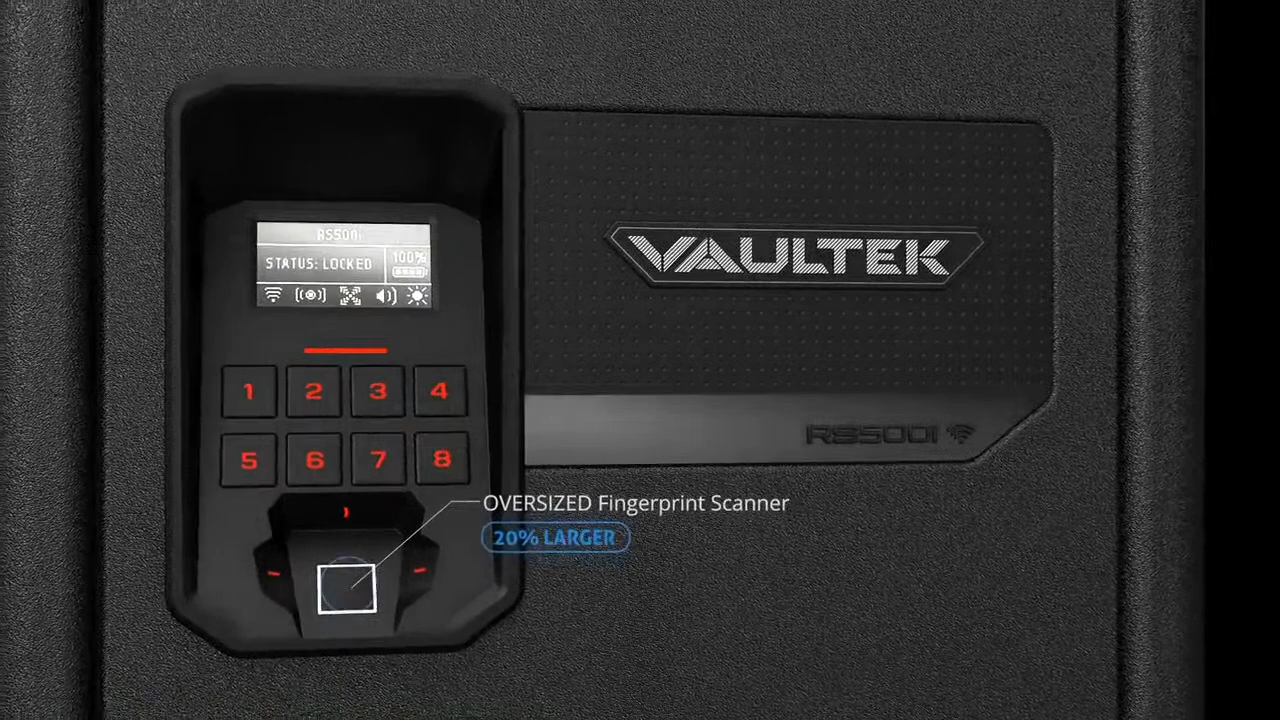 RS500i
STATUS: LOCKED
100%
VAULTEK
1 2 3 4
5 6 7 8
RS500i
OVERSIZED Fingerprint Scanner
20% LARGER